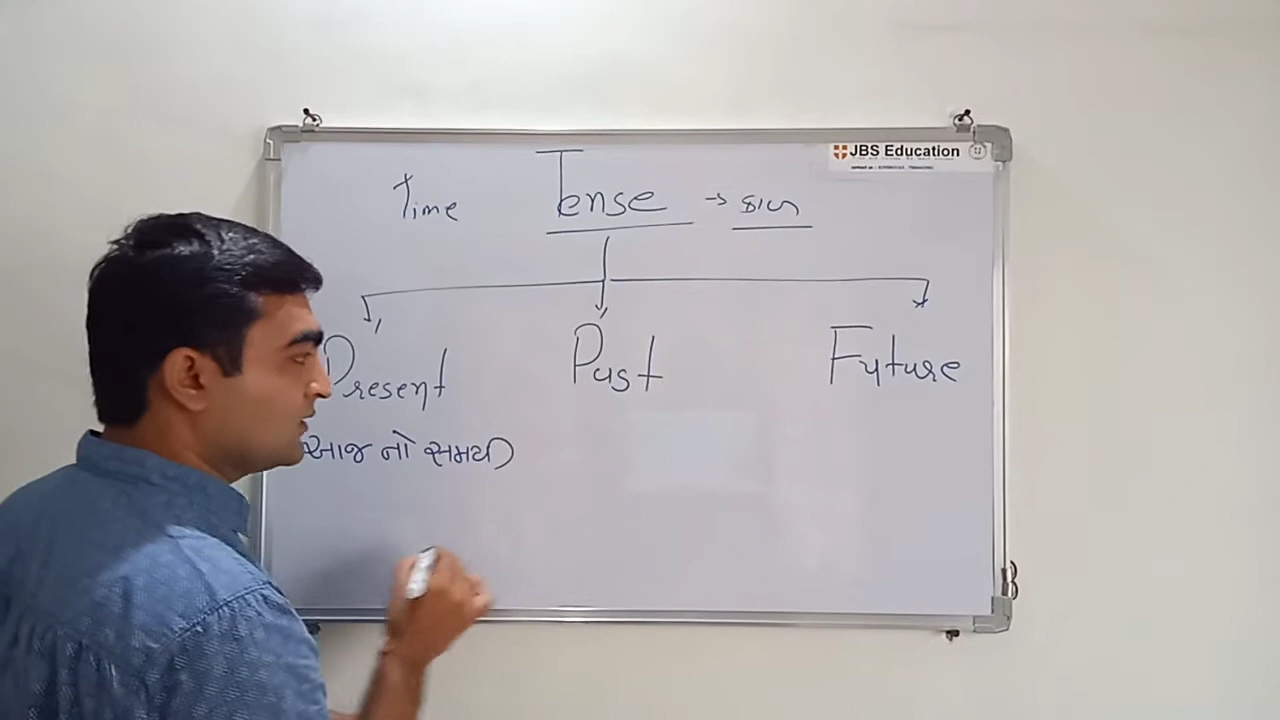 JBS Education
Time Tense → કાળ
Present Past Future
આજ નો સમય